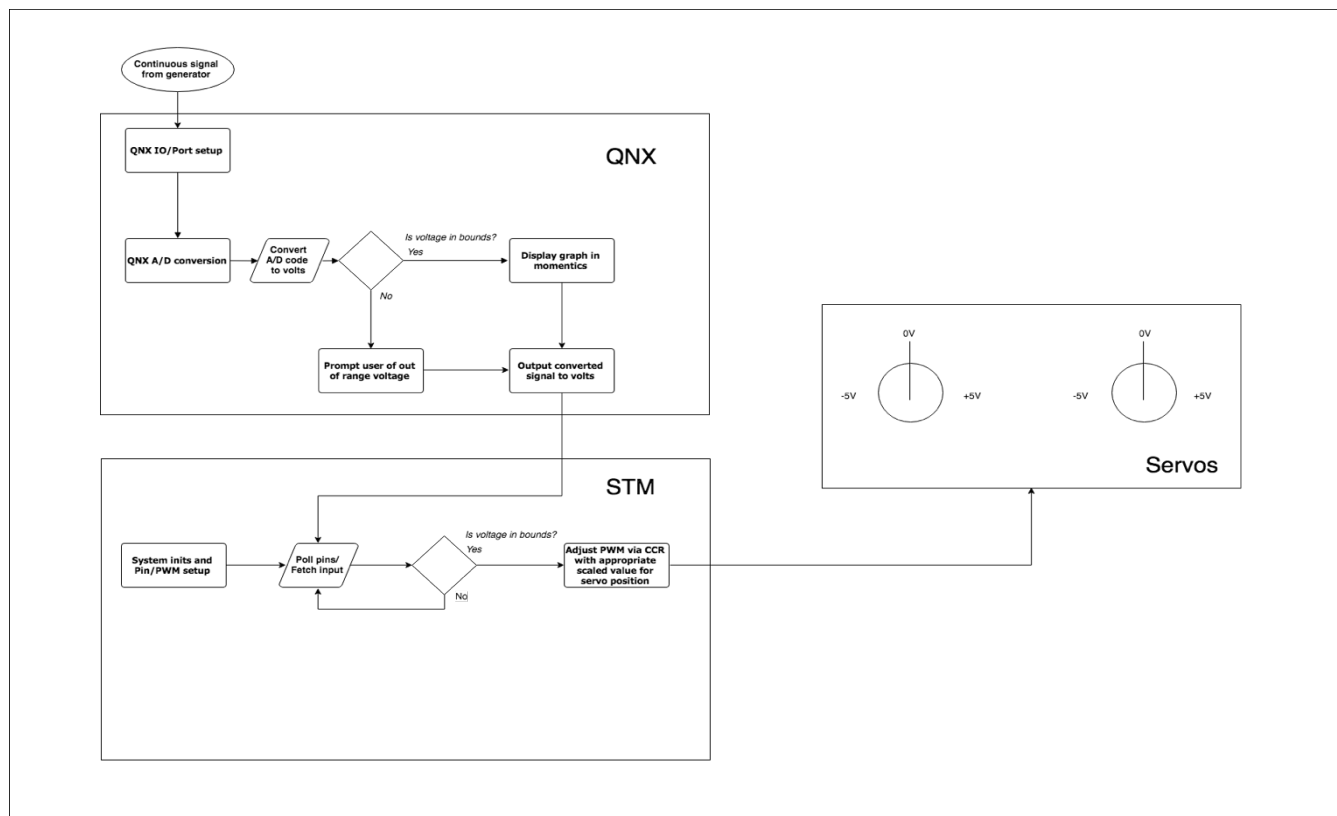 Continuous signal
from generator
QNX IO/Port setup
QNX
QNX A/D conversion
Convert
A/D code
to volts
Is voltage in bounds?
Yes
No
Display graph in
momentics
Prompt user of out
of range voltage
Output converted
signal to volts
0V
-5V
+5V
0V
-5V
+5V
Servos
STM
System inits and
Pin/PWM setup
Poll pins/
Fetch input
Is voltage in bounds?
Yes
No
Adjust PWM via CCR
with appropriate
scaled value for
servo position